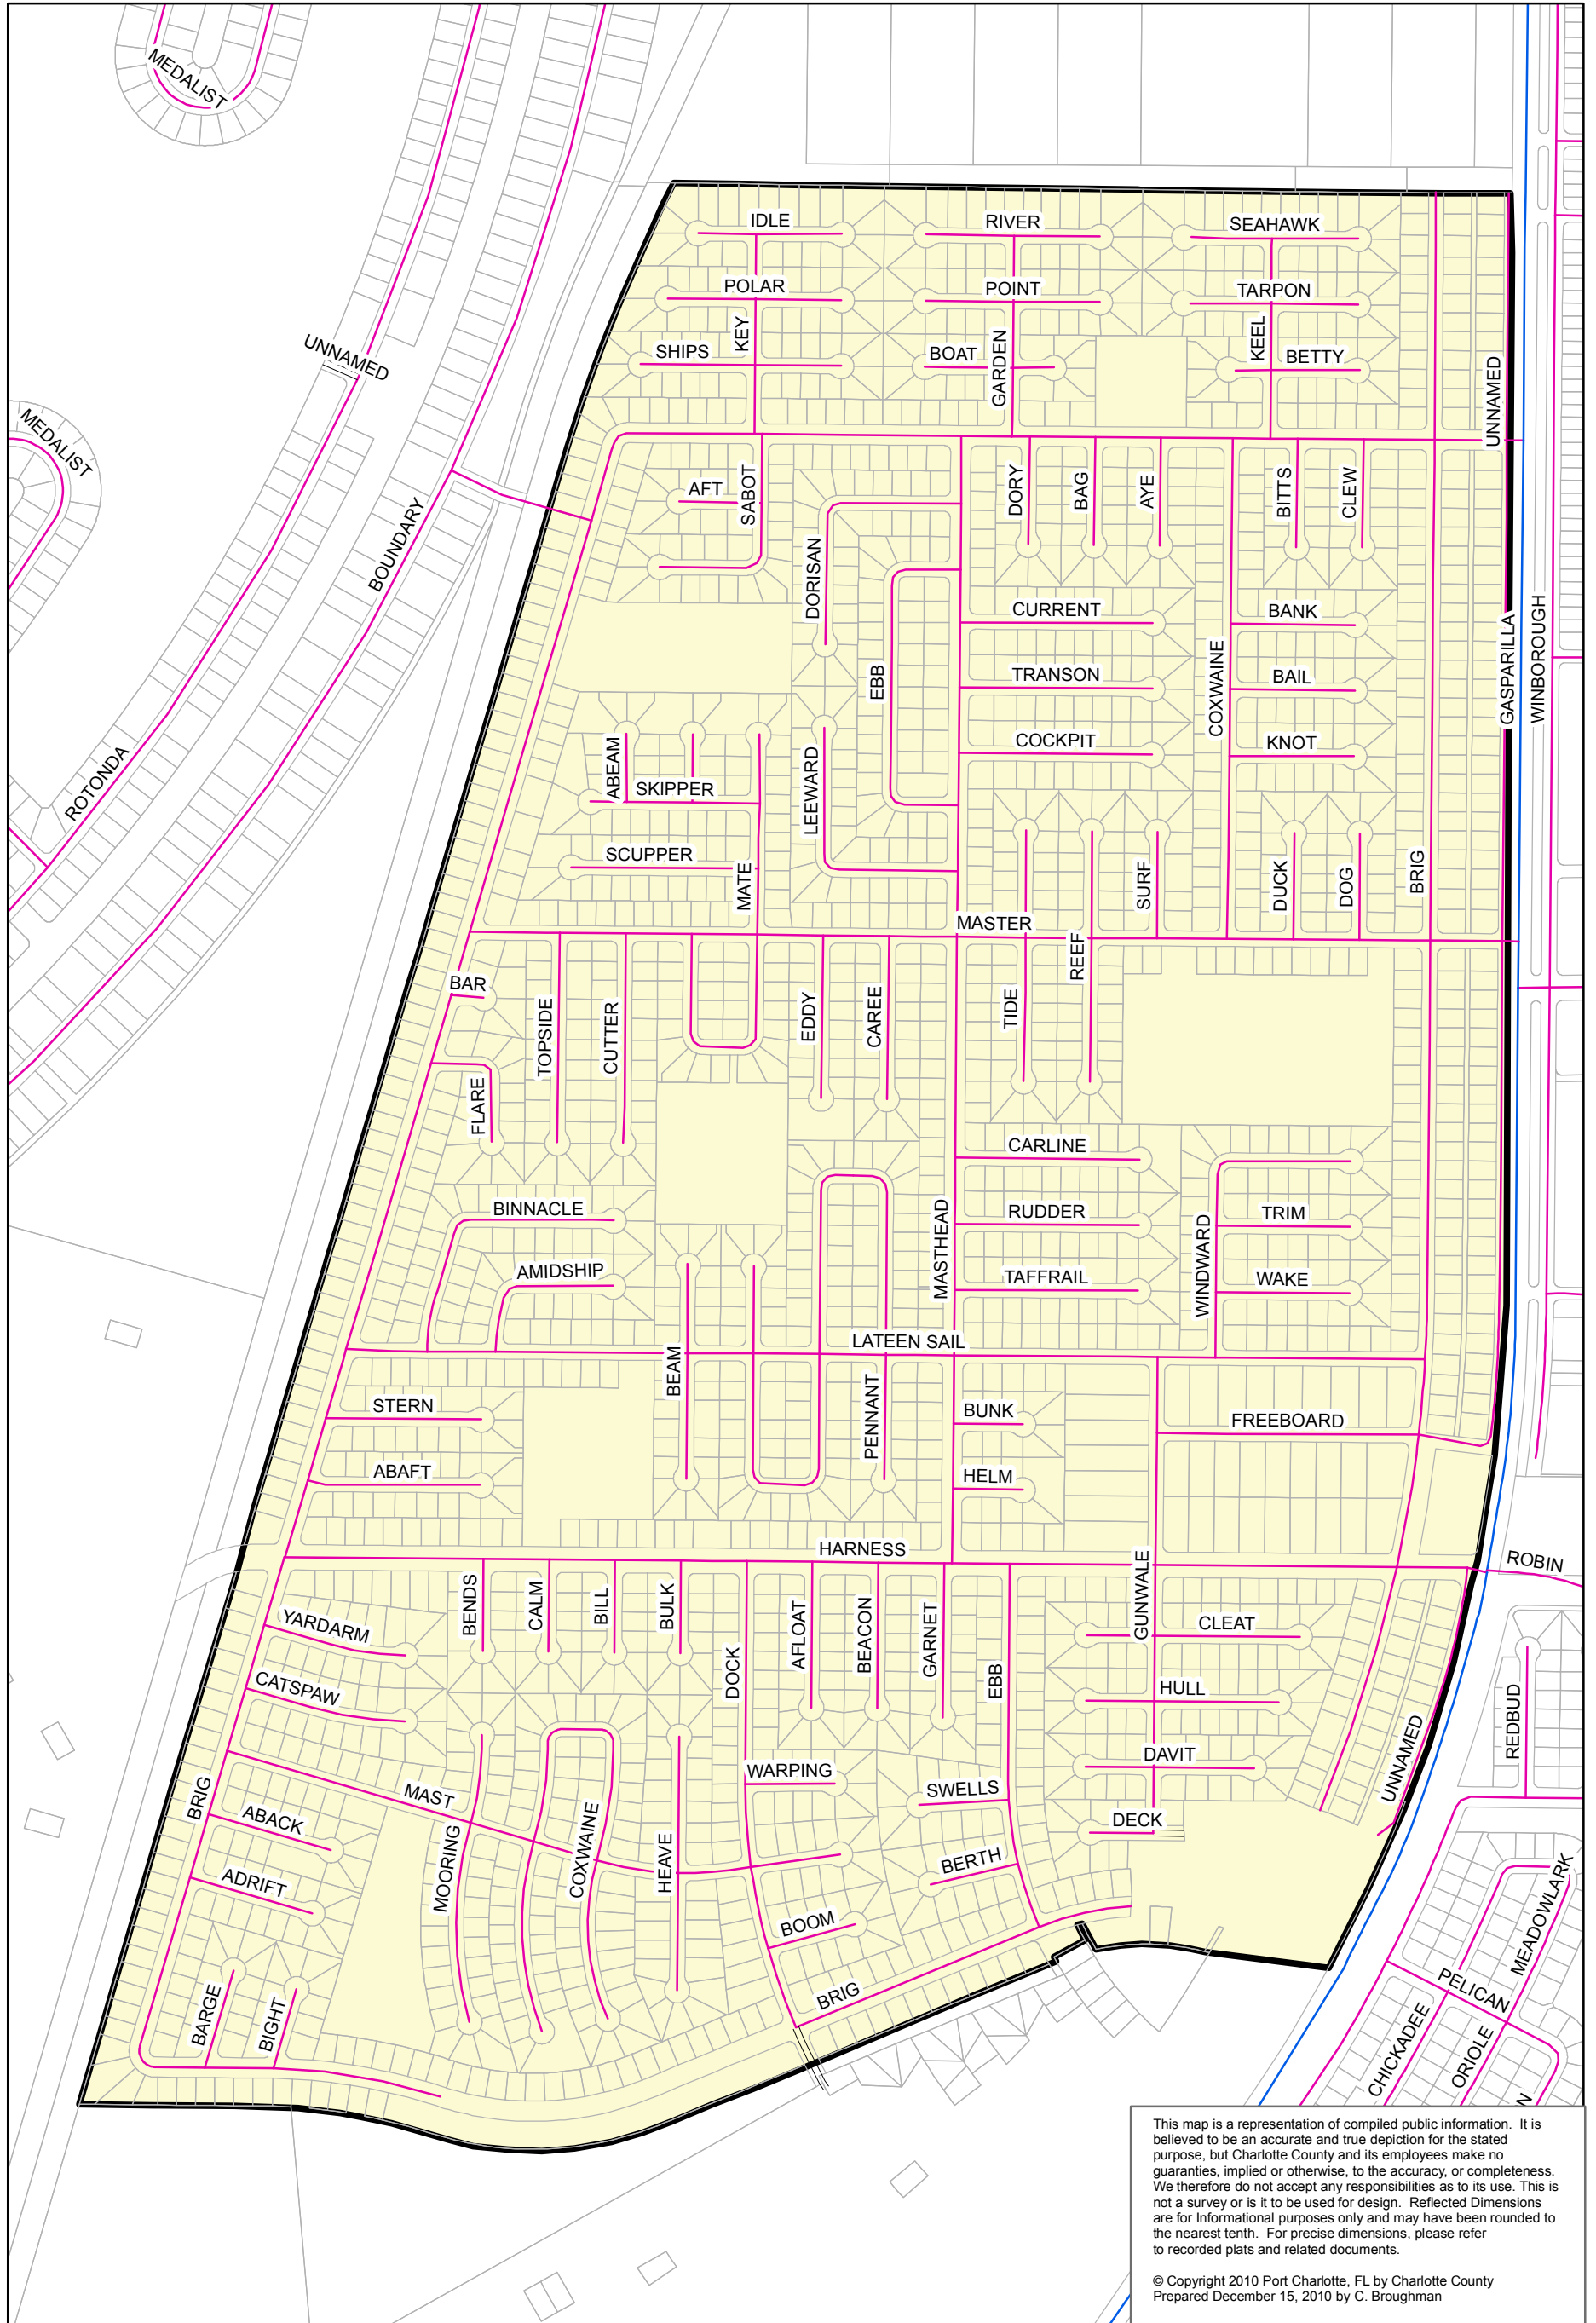 MEDALIST
IDLE
RIVER
SEAHAWK
POLAR
POINT
TARPON
KEY
GARDEN
KEEL
SHIPS
BOAT
BETTY
UNNAMED
UNNAMED
MEDALIST
AFT
SABOT
DORY
BAG
AYE
BITTS
CLEW
BOUNDARY
DORISAN
CURRENT
BANK
EBB
TRANSON
COXWAINE
BAIL
GASPARILLA
WINBOROUGH
COCKPIT
KNOT
ROTONDA
ABEAM
SKIPPER
LEEWARD
SCUPPER
MATE
SURF
DUCK
DOG
BRIG
MASTER
REEF
BAR
TOPSIDE
CUTTER
EDDY
CAREE
TIDE
FLARE
CARLINE
BINNACLE
MASTHEAD
RUDDER
WINDWARD
TRIM
AMIDSHIP
TAFFRAIL
WAKE
LATEEN SAIL
BEAM
STERN
PENNANT
BUNK
FREEBOARD
ABAFT
HELM
HARNESS
ROBIN
BENDS
CALM
BILL
BULK
GUNWALE
YARDARM
DOCK
AFLOAT
BEACON
GARNET
EBB
CLEAT
CATSPAW
HULL
REDBUD
UNNAMED
WARPING
DAVIT
BRIG
MAST
SWELLS
ABACK
COXWAINE
DECK
MOORING
HEAVE
BERTH
ADRIFT
BOOM
MEADOWLARK
BARGE
BIGHT
BRIG
PELICAN
CHICKADEE
ORIOLE
N
This map is a representation of compiled public information. It is
believed to be an accurate and true depiction for the stated
purpose, but Charlotte County and its employees make no
guaranties, implied or otherwise, to the accuracy, or completeness.
We therefore do not accept any responsibilities as to its use. This is
not a survey or is it to be used for design. Reflected Dimensions
are for Informational purposes only and may have been rounded to
the nearest tenth. For precise dimensions, please refer
to recorded plats and related documents.
© Copyright 2010 Port Charlotte, FL by Charlotte County
Prepared December 15, 2010 by C. Broughman